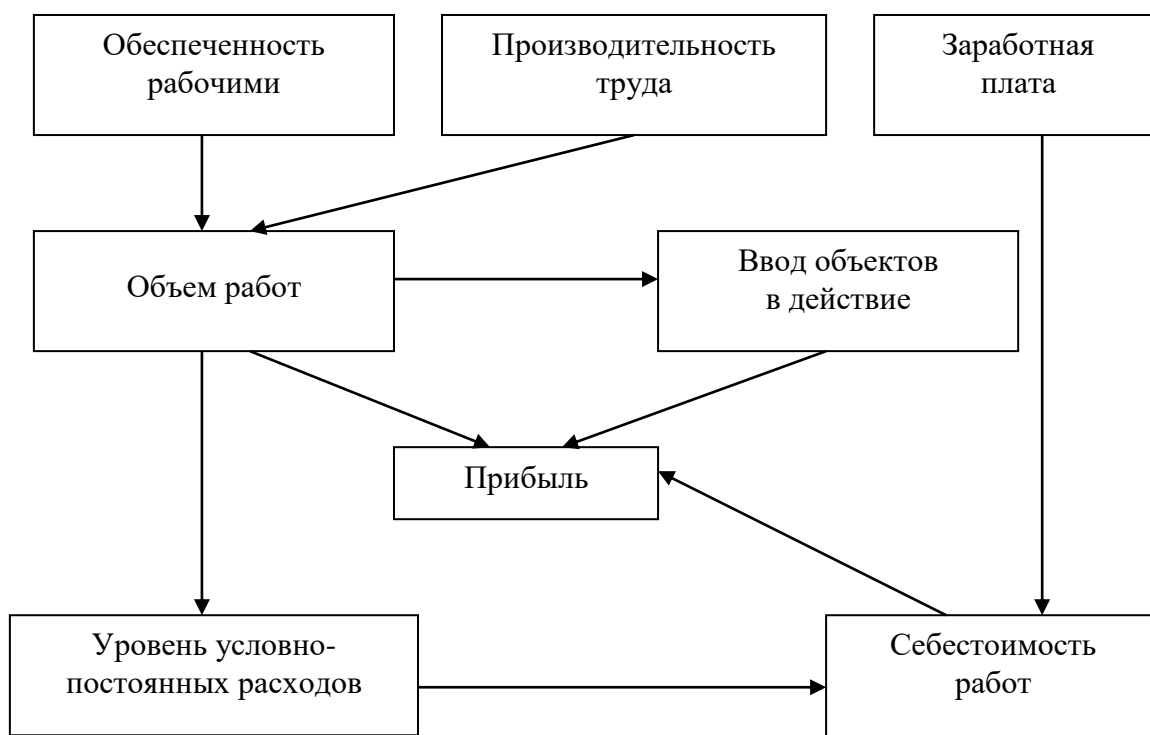 Обеспеченность
рабочими
Производительность
труда
Заработная
плата
Объем работ
Ввод объектов
в действие
Прибыль
Уровень условно-
постоянных расходов
Себестоимость
работ